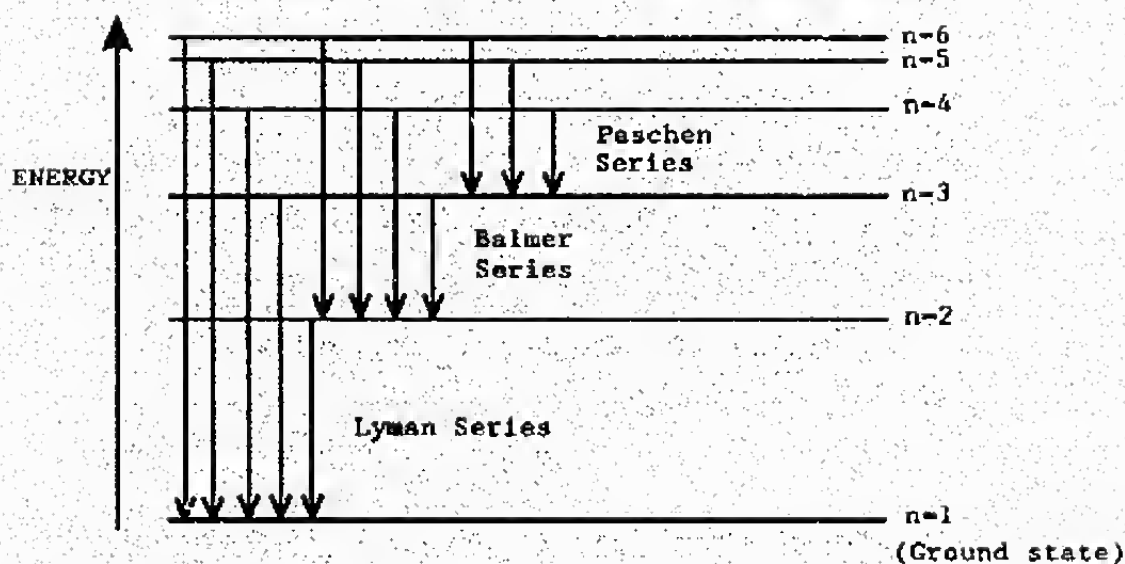 n=6
n=5
n=4
Paschen
Series
ENERGY
n=3
Balmer
Series
n=2
Lyman Series
n=1
(Ground state)